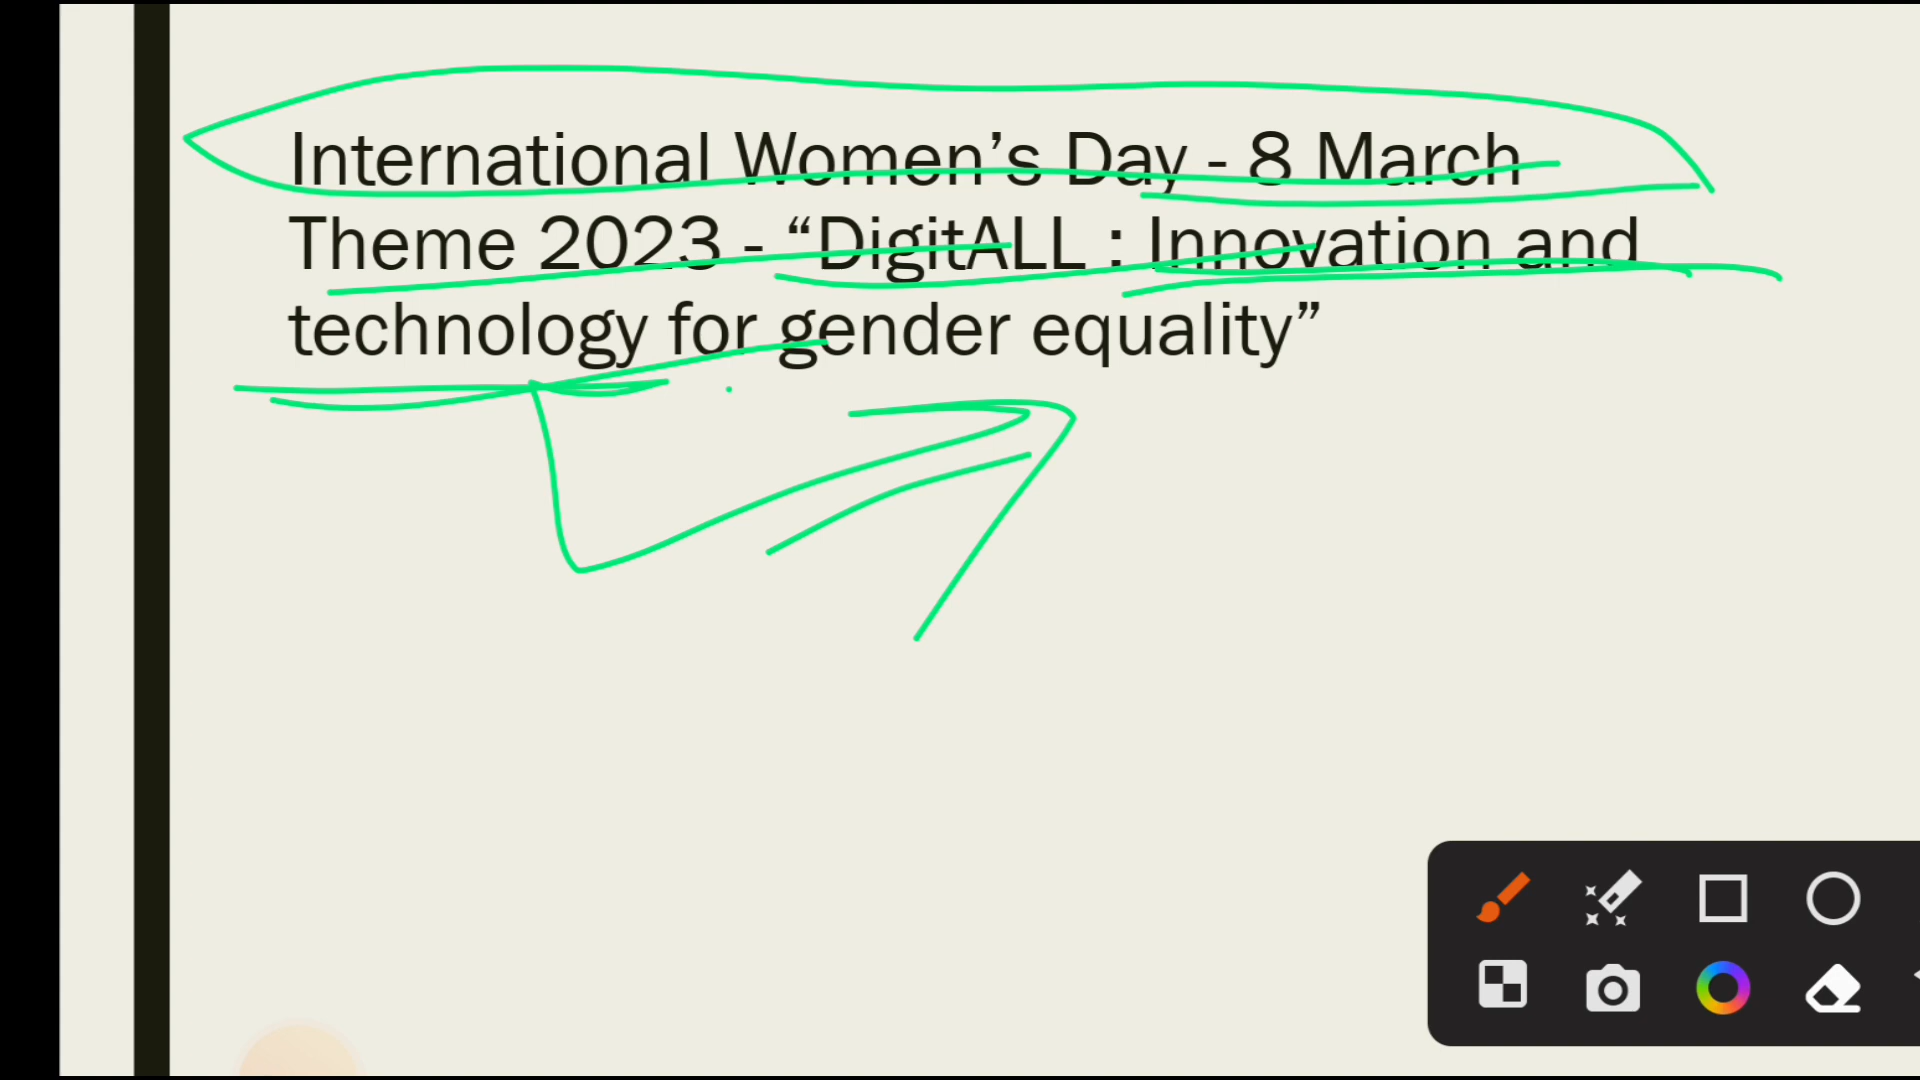 International Women’s Day - 8 March
Theme 2023 - “DigitALL : Innovation and
technology for gender equality”